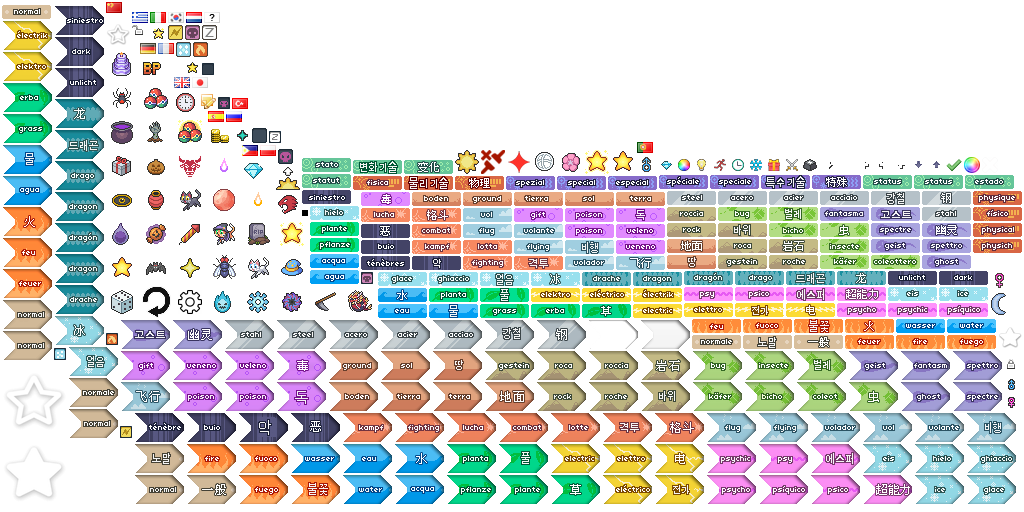 normal
siniestro
?
électrik
elektro
dark
BP
unlicht
erba
龙
grass
드래곤
물
dragón
stato
변화기술
变化
spezial
special
especial
spéciale
speciale
특수기술
特殊
status
status
estado
statut
fisica
물리기술
物理
physique
físico
physical
physisch
agua
drago
siniestro
毒
boden
ground
tierra
sol
terra
steel
acero
acier
acciaio
강철
钢
火
dragon
hielo
lucha
格斗
vol
gift
poison
독
roccia
bug
벌레
fantasma
고스트
stahl
feu
drago
plante
恶
combat
flug
volante
poison
veleno
rock
바위
bicho
虫
spectre
幽灵
feuer
dragon
pflanze
buio
kampf
lotta
flying
비행
veneno
地面
roca
岩石
insecte
geist
spettro
normal
drache
acqua
ténèbres
악
fighting
격투
volador
飞行
땅
gestein
roche
käfer
coleottero
ghost
normal
冰
agua
glace
ghiaccio
얼음
冰
drache
dragon
dragón
drago
드래곤
龙
unlicht
dark
얼음
水
planta
풀
elektro
eléctrico
électrik
psy
psico
에스퍼
超能力
eis
ice
normale
eau
물
grass
erba
草
electric
elettro
전기
电
psycho
psychic
psíquico
normal
고스트
幽灵
stahl
steel
acero
acier
acciao
강철
钢
feu
fuoco
불꽃
火
wasser
water
normale
노말
一般
feuer
fire
fuego
gift
veneno
veleno
毒
ground
sol
땅
gestein
roca
roccia
岩石
bug
insecte
벌레
geist
fantasm
spettro
飞行
poison
poison
독
boden
tierra
terra
地面
rock
roche
바위
käfer
bicho
coleot
虫
ghost
spectre
ténèbre
buio
악
恶
kampf
fighting
lucha
combat
lotte
격투
格斗
flug
flying
volador
vol
volante
비행
노말
fire
fuoco
wasser
eau
水
planta
풀
electric
elettro
电
psychic
psy
에스퍼
eis
hielo
ghiaccio
normal
一般
fuego
불꽃
water
acqua
pflanze
plante
草
eléctrico
전기
psycho
psíquico
psico
超能力
ice
glace